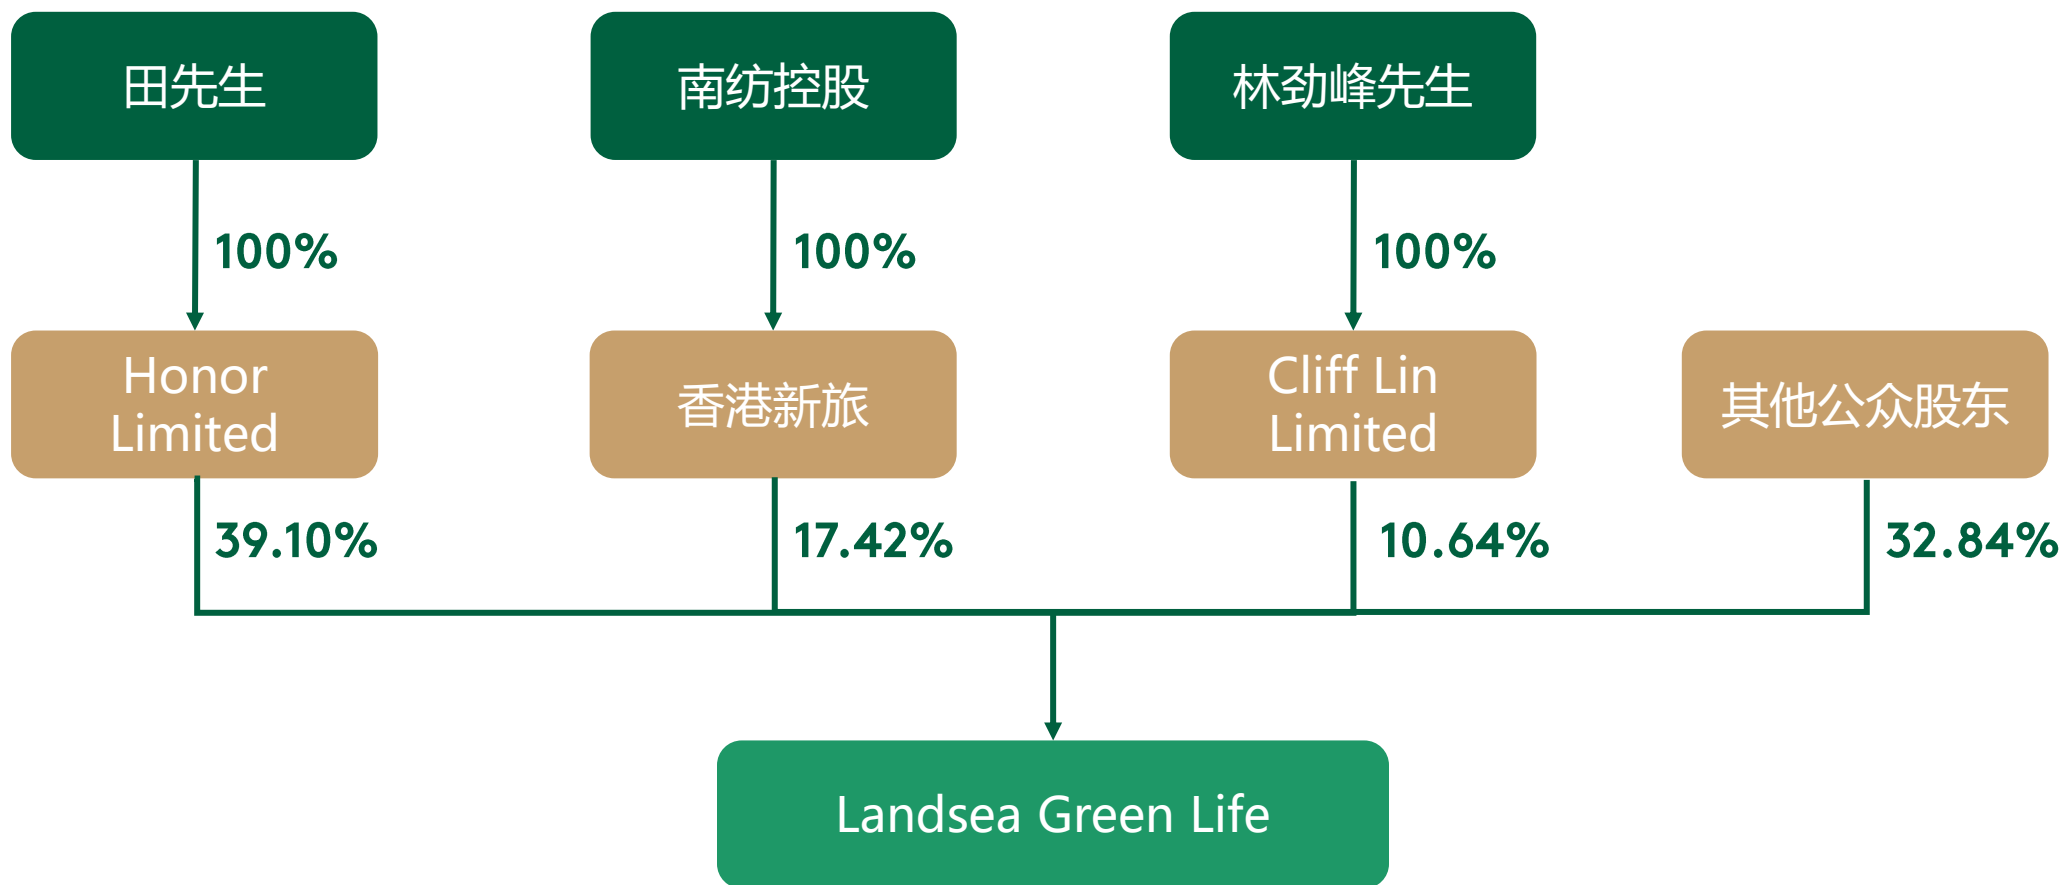 田先生
南纺控股
林劲峰先生
100%
100%
100%
Honor
Limited
香港新旅
Cliff Lin
Limited
其他公众股东
39.10%
17.42%
10.64%
32.84%
Landsea Green Life